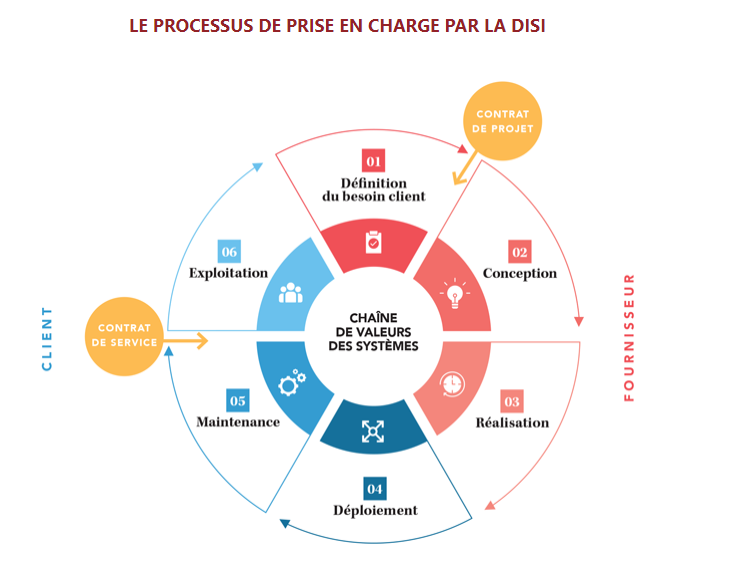 LE PROCESSUS DE PRISE EN CHARGE PAR LA DISI
CONTRAT
DE PROJET
01
Définition
du besoin client
06
Exploitation
02
Conception
CLIENT
CONTRAT
DE SERVICE
CHAÎNE
DE VALEURS
DES SYSTÈMES
FOURNISSEUR
05
Maintenance
03
Réalisation
04
Déploiement